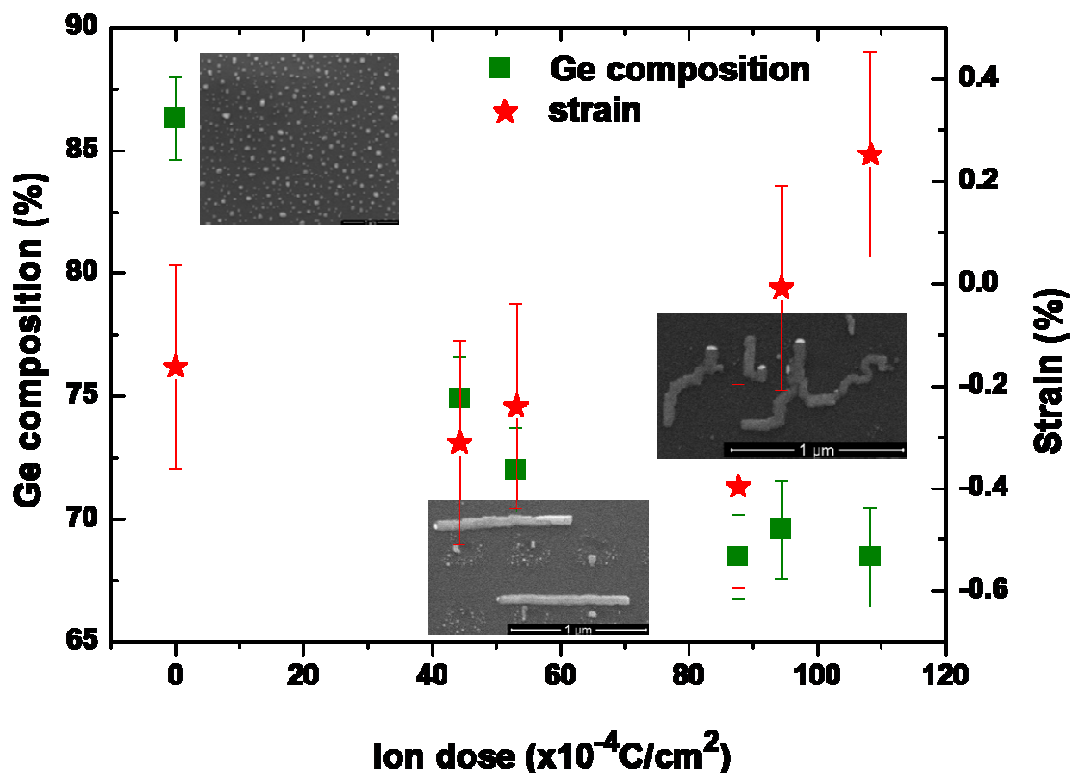 90
85
80
75
70
65
Ge composition (%)
Ge composition
strain
0.4
0.2
0.0
-0.2
-0.4
-0.6
Strain (%)
1 µm
1 µm
0
20
40
60
80
100
120
Ion dose (x10⁻⁴C/cm²)